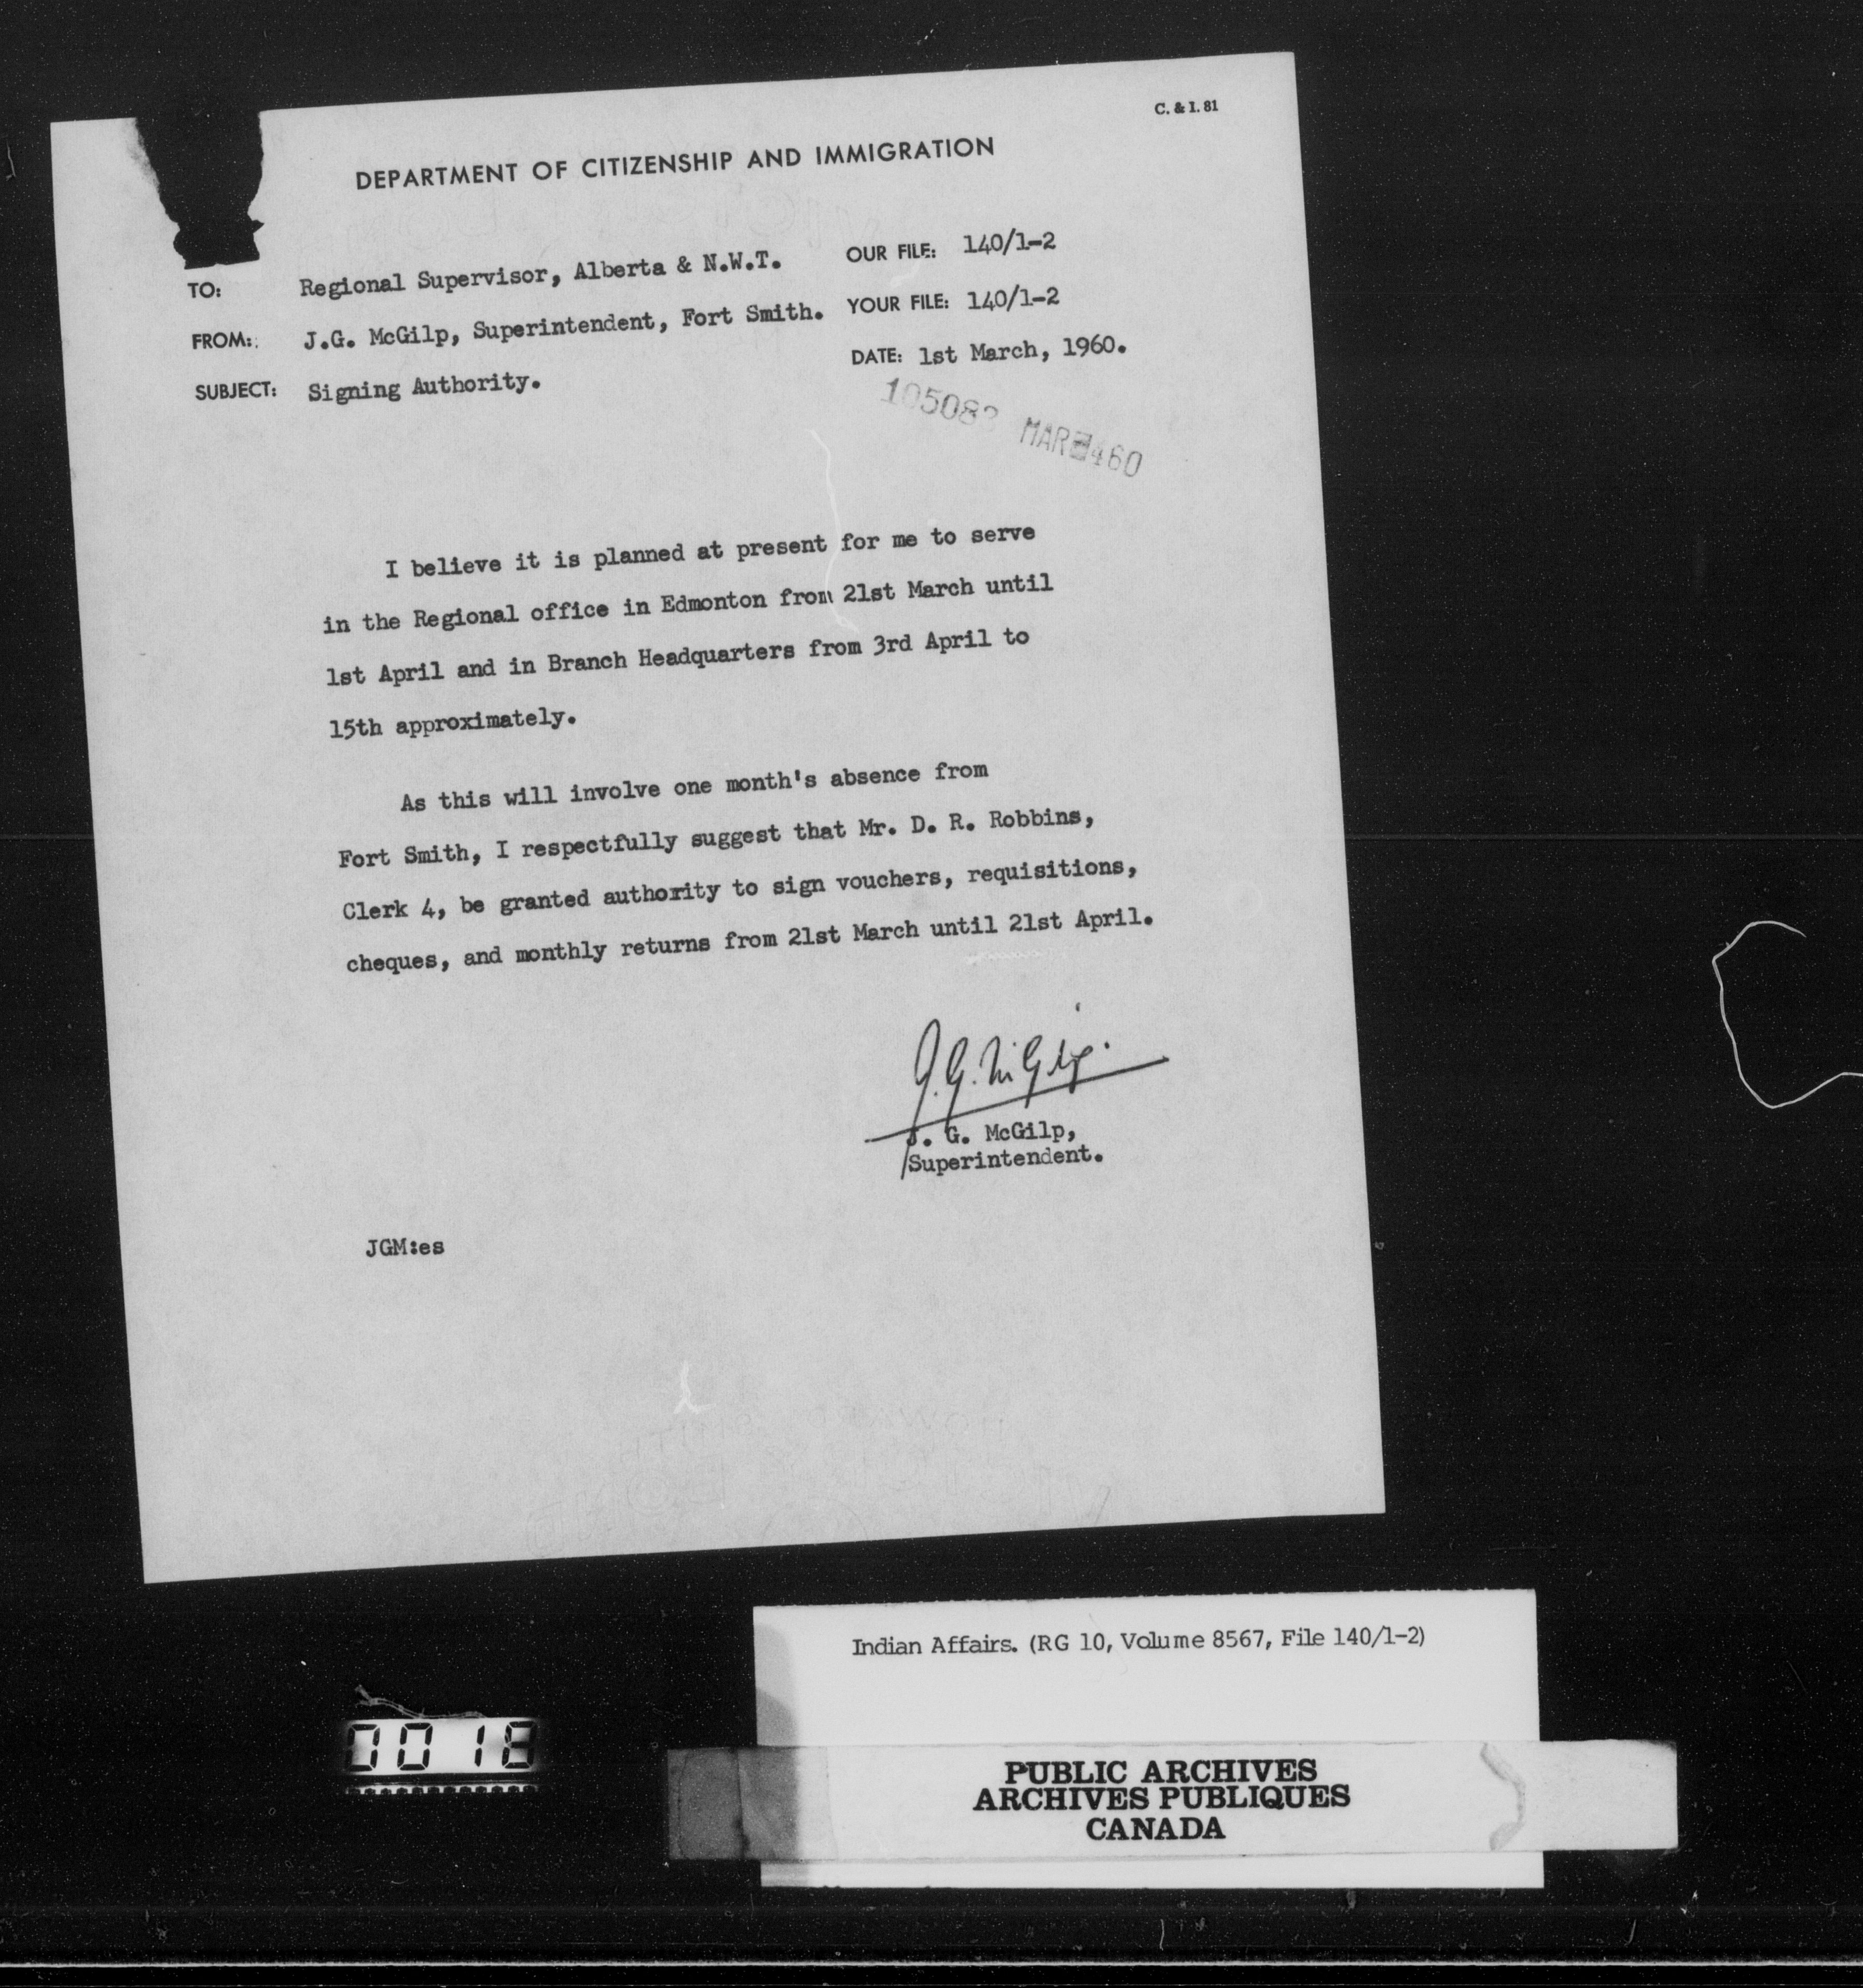 C. & I. 81
DEPARTMENT OF CITIZENSHIP AND IMMIGRATION
TO: Regional Supervisor, Alberta & N.W.T. OUR FILE: 140/1-2
FROM: J.G. McGilp, Superintendent, Fort Smith. YOUR FILE: 140/1-2
DATE: 1st March, 1960.
SUBJECT: Signing Authority.
MAR
I believe it is planned at present for me to serve
in the Regional office in Edmonton from 21st March until
1st April and in Branch Headquarters from 3rd April to
15th approximately.
As this will involve one month's absence from
Fort Smith, I respectfully suggest that Mr. D. R. Robbins,
Clerk 4, be granted authority to sign vouchers, requisitions,
cheques, and monthly returns from 21st March until 21st April.
J.G. McGilp.
J. G. McGilp,
Superintendent.
JGM:es
Indian Affairs. (RG 10, Volume 8567, File 140/1-2)
PUBLIC ARCHIVES
ARCHIVES PUBLIQUES
CANADA